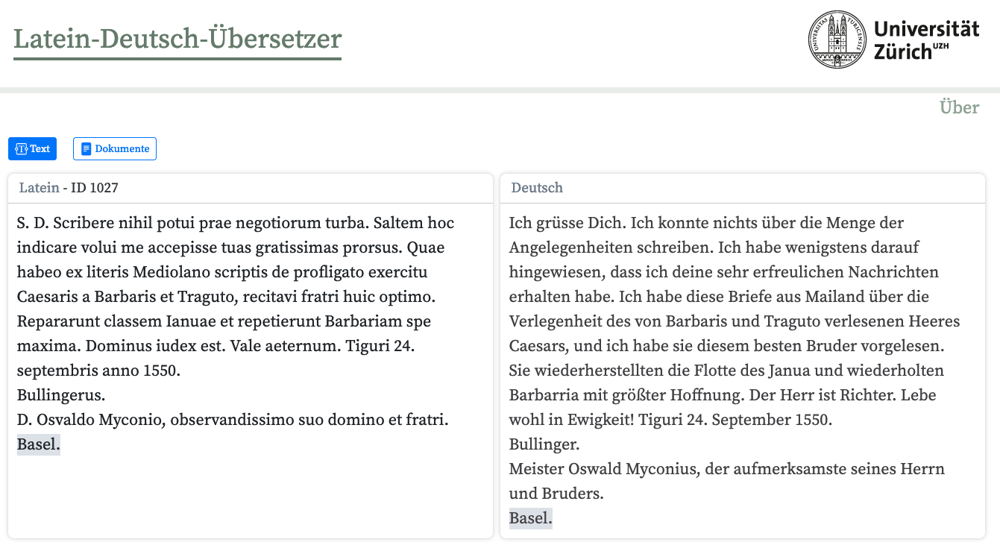 Latein-Deutsch-Übersetzer
UNIVERSITAS TURICENSIS
MDCCC XXXIII
Universität
Zürich UZH
Über
Text
Dokumente
Latein - ID 1027
S. D. Scribere nihil potui prae negotiorum turba. Saltem hoc
indicare volui me accepisse tuas gratissimas prorsus. Quae
habeo ex literis Mediolano scriptis de profligato exercitu
Caesaris a Barbaris et Traguto, recitavi fratri huic optimo.
Repararunt classem Ianuae et repetierunt Barbariam spe
maxima. Dominus iudex est. Vale aeternum. Tiguri 24.
septembris anno 1550.
Bullingerus.
D. Osvaldo Myconio, observandissimo suo domino et fratri.
Basel.
Deutsch
Ich grüsse Dich. Ich konnte nichts über die Menge der
Angelegenheiten schreiben. Ich habe wenigstens darauf
hingewiesen, dass ich deine sehr erfreulichen Nachrichten
erhalten habe. Ich habe diese Briefe aus Mailand über die
Verlegenheit des von Barbaris und Traguto verlesenen Heeres
Caesars, und ich habe sie diesem besten Bruder vorgelesen.
Sie wiederherstellten die Flotte des Janua und wiederholten
Barbarria mit größter Hoffnung. Der Herr ist Richter. Lebe
wohl in Ewigkeit! Tiguri 24. September 1550.
Bullinger.
Meister Oswald Myconius, der aufmerksamste seines Herrn
und Bruders.
Basel.